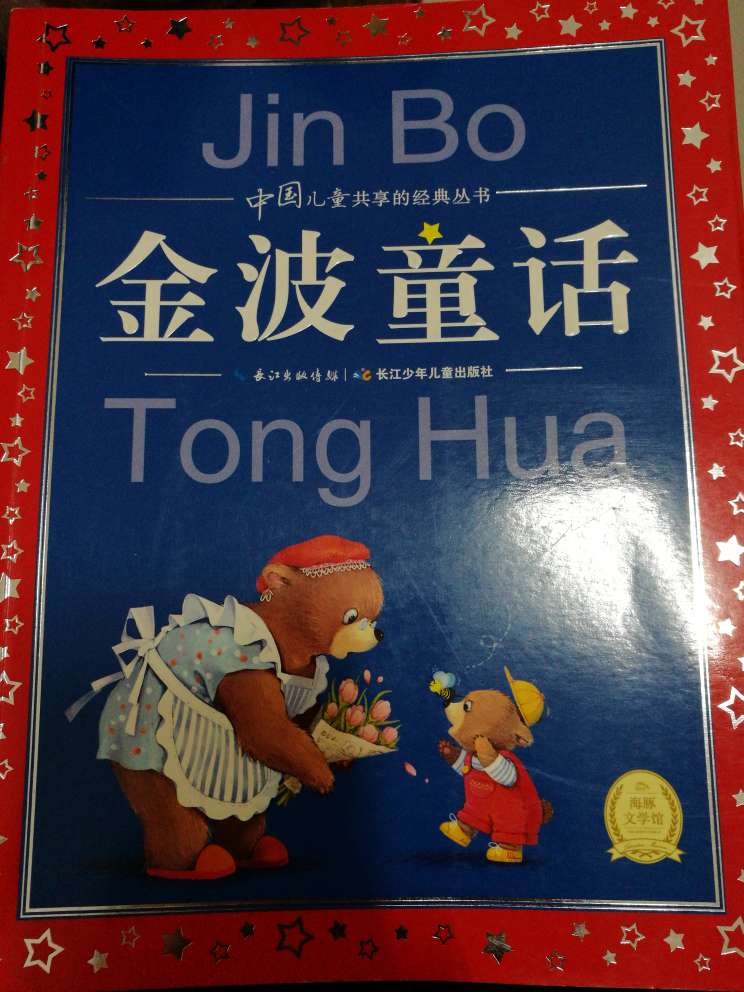 Jin Bo
中国儿童共享的经典丛书
金波童话
长江出版传媒 | 长江少年儿童出版社
Tong Hua
海豚
文学馆